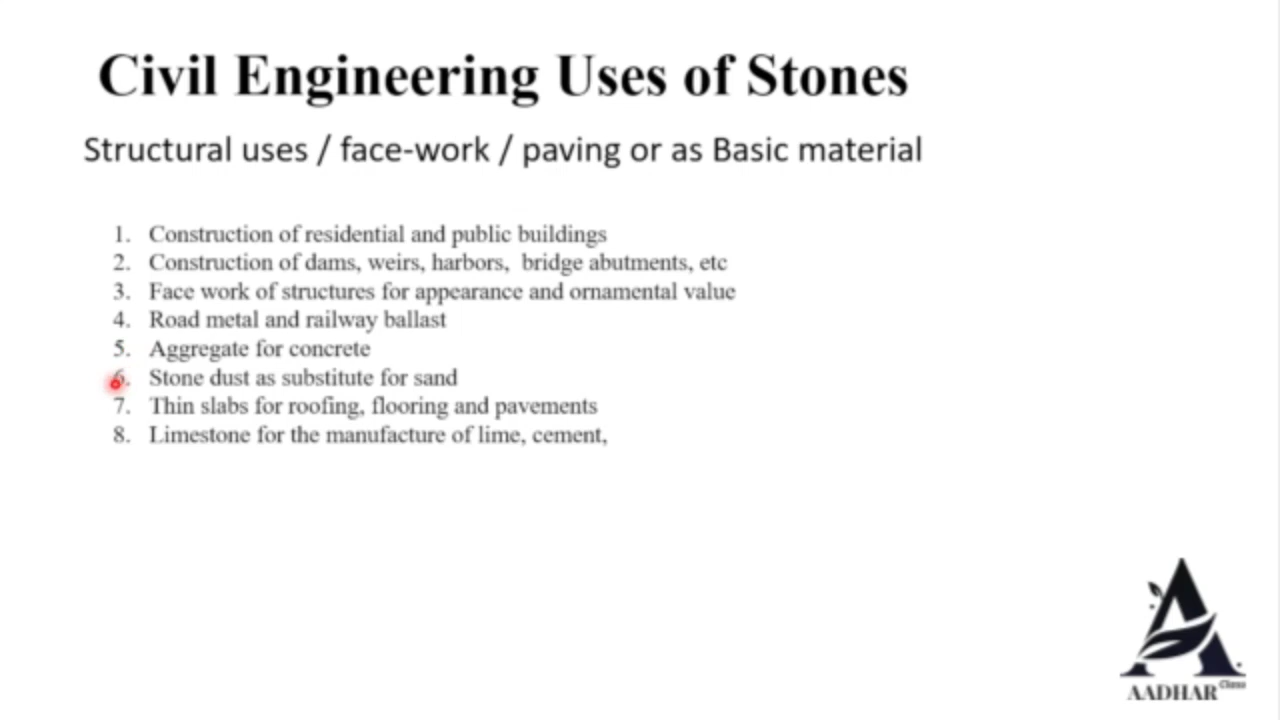 Civil Engineering Uses of Stones
Structural uses / face-work / paving or as Basic material
1. Construction of residential and public buildings
2. Construction of dams, weirs, harbors, bridge abutments, etc
3. Face work of structures for appearance and ornamental value
4. Road metal and railway ballast
5. Aggregate for concrete
6. Stone dust as substitute for sand
7. Thin slabs for roofing, flooring and pavements
8. Limestone for the manufacture of lime, cement,
AADHAR Class